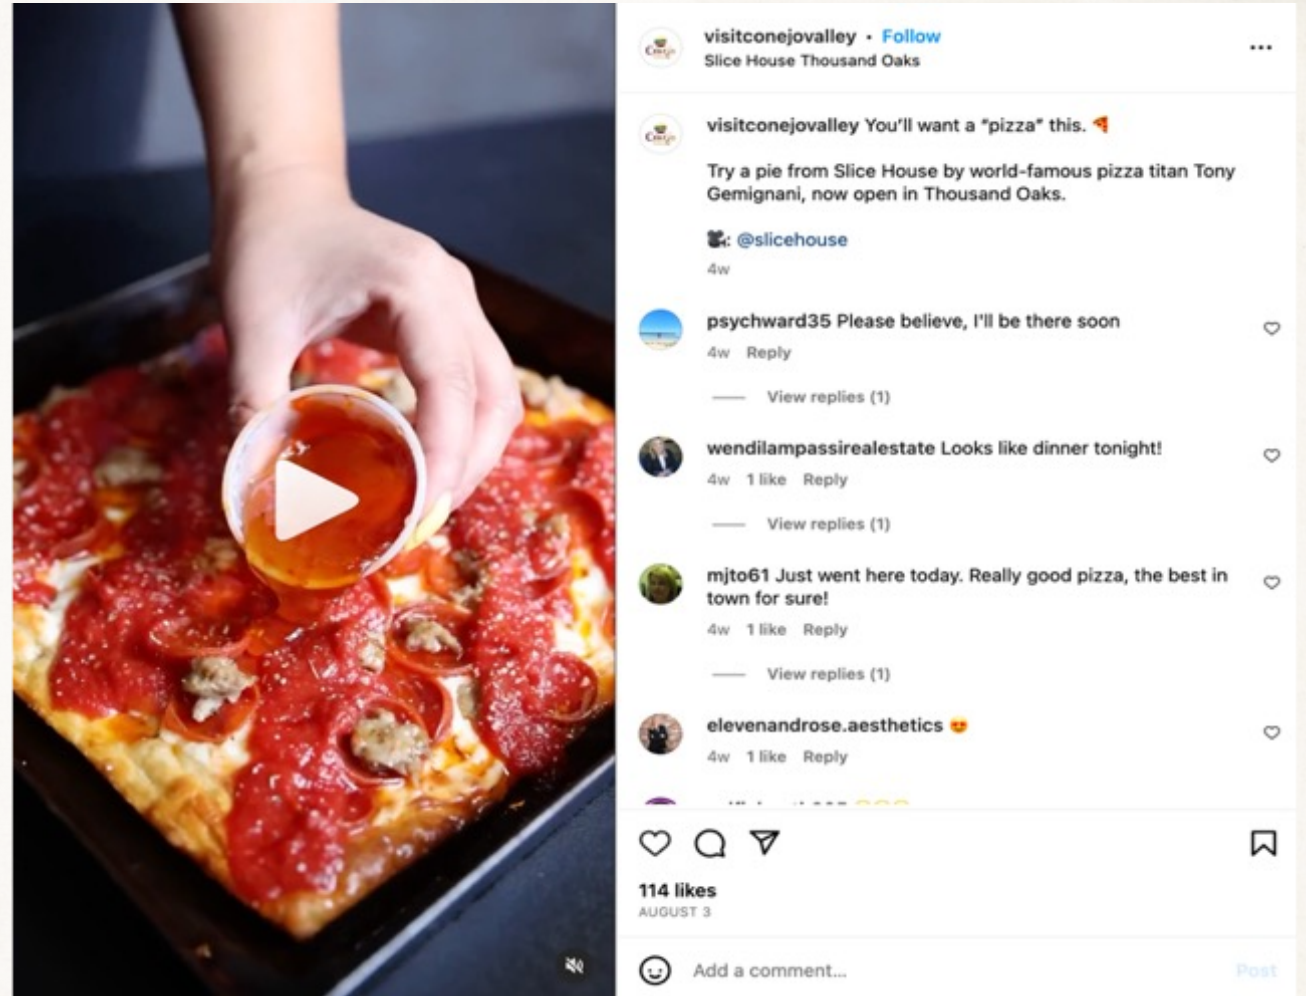 visitconejovalley • Follow
Slice House Thousand Oaks
visitconejovalley You'll want a "pizza" this. 🍕
Try a pie from Slice House by world-famous pizza titan Tony
Gemignani, now open in Thousand Oaks.
🎥: @slicehouse
4w
psychward35 Please believe, I'll be there soon
4w Reply
View replies (1)
wendilampassirealestate Looks like dinner tonight!
4w 1 like Reply
View replies (1)
mjto61 Just went here today. Really good pizza, the best in
town for sure!
4w 1 like Reply
View replies (1)
elevenandrose.aesthetics 😍
4w 1 like Reply
114 likes
AUGUST 3
Add a comment...
Post